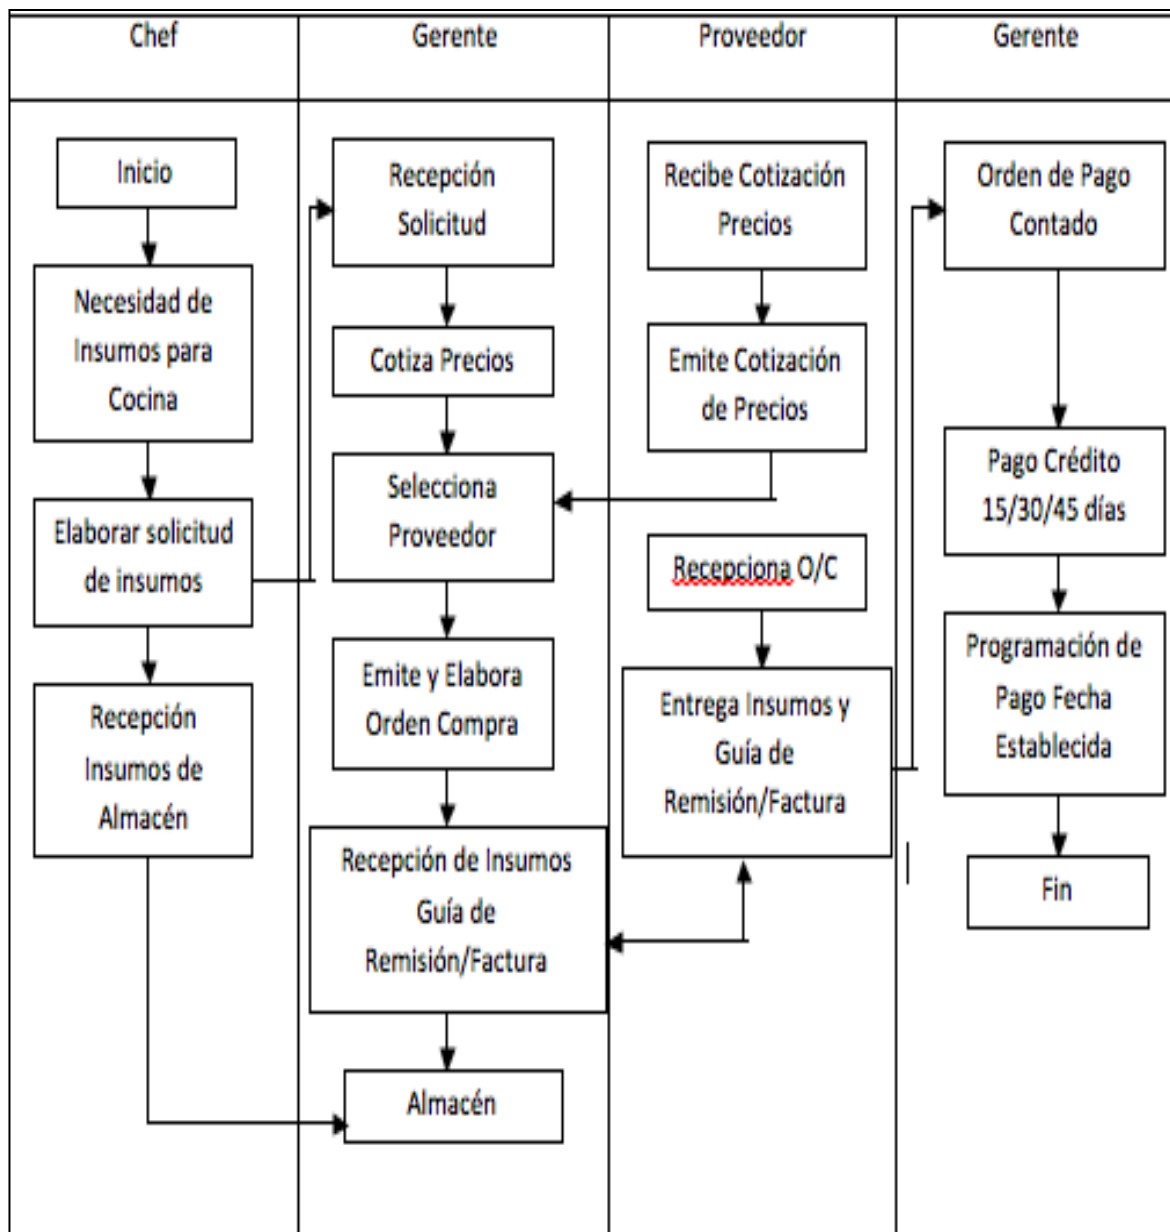 Chef
Gerente
Proveedor
Gerente
Inicio
Necesidad de
Insumos para
Cocina
Elaborar solicitud
de insumos
Recepción
Insumos de
Almacén
Recepción
Solicitud
Cotiza Precios
Selecciona
Proveedor
Emite y Elabora
Orden Compra
Recepción de Insumos
Guía de
Remisión/Factura
Almacén
Recibe Cotización
Precios
Emite Cotización
de Precios
Recepciona O/C
Entrega Insumos y
Guía de
Remisión/Factura
Orden de Pago
Contado
Pago Crédito
15/30/45 días
Programación de
Pago Fecha
Establecida
Fin